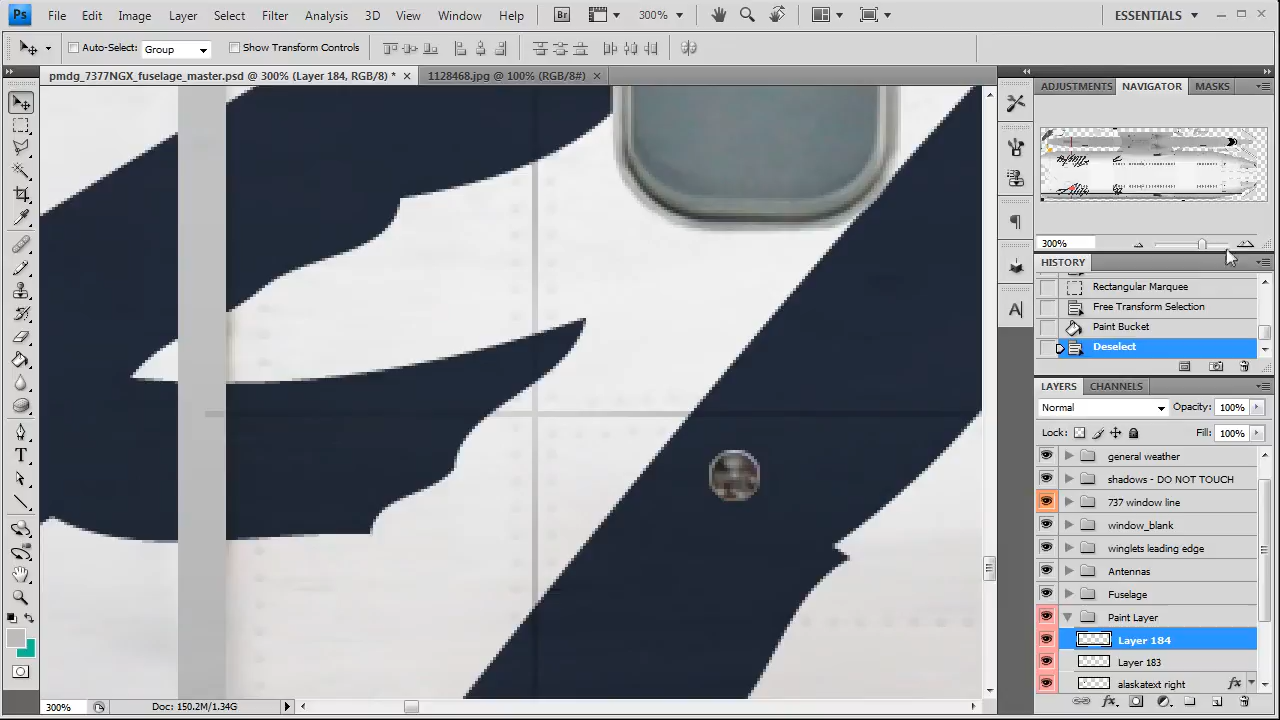 Ps File Edit Image Layer Select Filter Analysis 3D View Window Help Br 300% ESSENTIALS
Auto-Select: Group Show Transform Controls
pmdg_7377NGX_fuselage_master.psd @ 300% (Layer 184, RGB/8) * × 1128468.jpg @ 100% (RGB/8#) ×
ADJUSTMENTS NAVIGATOR MASKS
300%
HISTORY
Rectangular Marquee
Free Transform Selection
Paint Bucket
Deselect
LAYERS CHANNELS
Normal Opacity: 100%
Lock: Fill: 100%
general weather
shadows - DO NOT TOUCH
737 window line
window_blank
winglets leading edge
Antennas
Fuselage
Paint Layer
Layer 184
Layer 183
alaskatext right fx
300% Doc: 150.2M/1.34G